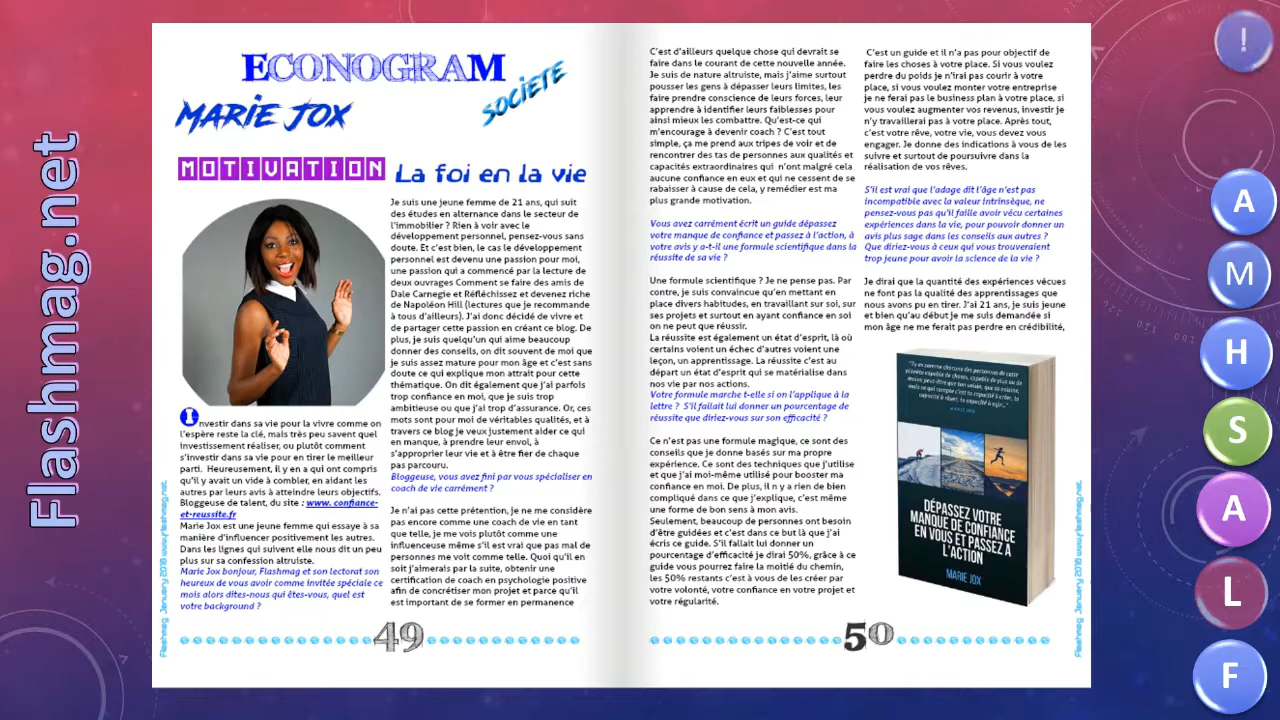 Flashmag.net
ECONOGRAM
SOCIETE
MARIE JOX
MOTIVATION
La foi en la vie
Investir dans sa vie pour la vivre comme on
l'espère reste la clé, mais très peu savent quel
investissement réaliser, ou plutôt comment
s'investir dans sa vie pour en tirer le meilleur
parti. Heureusement, il y en a qui ont compris
qu'il y avait un vide à combler, en aidant les
autres par leurs avis à atteindre leurs objectifs.
Bloggeuse de talent, du site : www. confiance-
et-reussite.fr
Marie Jox est une jeune femme qui essaye à sa
manière d'influencer positivement les autres.
Dans les lignes qui suivent elle nous dit un peu
plus sur sa confession altruiste.
Marie Jox bonjour, Flashmag et son lectorat son
heureux de vous avoir comme invitée spéciale ce
mois alors dites-nous qui êtes-vous, quel est
votre background ?
Je suis une jeune femme de 21 ans, qui suit
des études en alternance dans le secteur de
l'immobilier ? Rien à voir avec le
développement personnel, pensez-vous sans
doute. Et c'est bien, le cas le développement
personnel est devenu une passion pour moi,
une passion qui a commencé par la lecture de
deux ouvrages Comment se faire des amis de
Dale Carnegie et Réfléchissez et devenez riche
de Napoléon Hill (lectures que je recommande
à tous d'ailleurs). J'ai donc décidé de vivre et
de partager cette passion en créant ce blog. De
plus, je suis quelqu'un qui aime beaucoup
donner des conseils, on dit souvent de moi que
je suis assez mature pour mon âge et c'est sans
doute ce qui explique mon attrait pour cette
thématique. On dit également que j'ai parfois
trop confiance en moi, que je suis trop
ambitieuse ou que j'ai trop d'assurance. Or, ces
mots sont pour moi de véritables qualités, et à
travers ce blog je veux justement aider ce qui
en manque, à prendre leur envol, à
s'approprier leur vie et à être fier de chaque
pas parcouru.
Bloggeuse, vous avez fini par vous spécialiser en
coach de vie carrément ?
Je n'ai pas cette prétention, je ne me considère
pas encore comme une coach de vie en tant
que telle, je me vois plutôt comme une
influenceuse même s'il est vrai que pas mal de
personnes me voit comme telle. Quoi qu'il en
soit j'aimerais par la suite, obtenir une
certification de coach en psychologie positive
afin de concrétiser mon projet et parce qu'il
est important de se former en permanence
Flashmag January 2018 www.flashmag.net
49
C'est d'ailleurs quelque chose qui devrait se
faire dans le courant de cette nouvelle année.
Je suis de nature altruiste, mais j'aime surtout
pousser les gens à dépasser leurs limites, les
faire prendre conscience de leurs forces, leur
apprendre à identifier leurs faiblesses pour
ainsi mieux les combattre. Qu'est-ce qui
m'encourage à devenir coach ? C'est tout
simple, ça me prend aux tripes de voir et de
rencontrer des tas de personnes aux qualités et
capacités extraordinaires qui n'ont malgré cela
aucune confiance en eux et qui ne cessent de se
rabaisser à cause de cela, y remédier est ma
plus grande motivation.
Vous avez carrément écrit un guide dépassez
votre manque de confiance et passez à l'action, à
votre avis y a-t-il une formule scientifique dans la
réussite de sa vie ?
Une formule scientifique ? Je ne pense pas. Par
contre, je suis convaincue qu'en mettant en
place divers habitudes, en travaillant sur soi, sur
ses projets et surtout en ayant confiance en soi
on ne peut que réussir.
La réussite est également un état d'esprit, là où
certains voient un échec d'autres voient une
leçon, un apprentissage. La réussite c'est au
départ un état d'esprit qui se matérialise dans
nos vie par nos actions.
Votre formule marche t-elle si on l'applique à la
lettre ? S'il fallait lui donner un pourcentage de
réussite que diriez-vous sur son efficacité ?
Ce n'est pas une formule magique, ce sont des
conseils que je donne basés sur ma propre
expérience. Ce sont des techniques que j'utilise
et que j'ai moi-même utilisé pour booster ma
confiance en moi. De plus, il n'y a rien de bien
compliqué dans ce que j'explique, c'est même
une forme de bon sens à mon avis.
Seulement, beaucoup de personnes ont besoin
d'être guidées et c'est dans ce but là que j'ai
écris ce guide. S'il fallait lui donner un
pourcentage d'efficacité je dirai 50%, grâce à ce
guide vous pourrez faire la moitié du chemin,
les 50% restants c'est à vous de les créer par
votre volonté, votre confiance en votre projet et
votre régularité.
C'est un guide et il n'a pas pour objectif de
faire les choses à votre place. Si vous voulez
perdre du poids je n'irai pas courir à votre
place, si vous voulez monter votre entreprise
je ne ferai pas le business plan à votre place, si
vous voulez augmenter vos revenus, investir je
n'y travaillerai pas à votre place. Après tout,
c'est votre rêve, votre vie, vous devez vous
engager. Je donne des indications à vous de les
suivre et surtout de poursuivre dans la
réalisation de vos rêves.
S'il est vrai que l'adage dit l'âge n'est pas
incompatible avec la valeur intrinsèque, ne
pensez-vous pas qu'il faille avoir vécu certaines
expériences dans la vie, pour pouvoir donner un
avis plus sage dans les conseils aux autres ?
Que diriez-vous à ceux qui vous trouveraient
trop jeune pour avoir la science de la vie ?
Je dirai que la quantité des expériences vécues
ne font pas la qualité des apprentissages que
nous avons pu en tirer. J'ai 21 ans, je suis jeune
et bien qu'au début je me suis demandée si
mon âge ne me ferait pas perdre en crédibilité,
"Tu es comme chacune des personnes de cette
planète capable de choses, capable de plus ou de
MARIE JOX
DÉPASSEZ VOTRE
MANQUE DE CONFIANCE
EN VOUS ET PASSEZ A
L'ACTION
MARIE JOX
Flashmag January 2018 www.flashmag.net
50
!
A
M
H
S
A
L
F